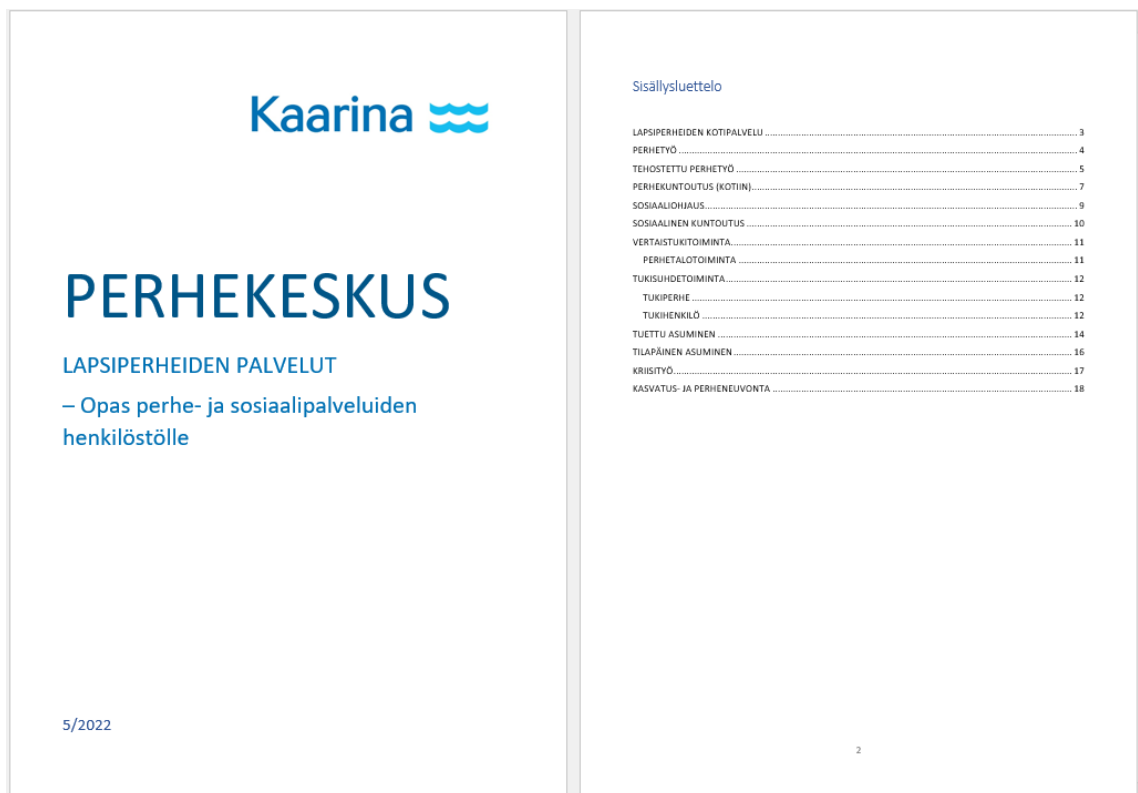 Kaarina
PERHEKESKUS
LAPSIPERHEIDEN PALVELUT
– Opas perhe- ja sosiaalipalveluiden
henkilöstölle
5/2022
Sisällysluettelo
LAPSIPERHEIDEN KOTIPALVELU 3
PERHETYÖ 4
TEHOSTETTU PERHETYÖ 5
PERHEKUNTOUTUS (KOTIIN) 7
SOSIAALIOHJAUS 9
SOSIAALINEN KUNTOUTUS 10
VERTAISTUKITOIMINTA 11
PERHETALOTOIMINTA 11
TUKISUHDETOIMINTA 12
TUKIPERHE 12
TUKIHENKILÖ 12
TUETTU ASUMINEN 14
TILAPÄINEN ASUMINEN 16
KRIISITYÖ 17
KASVATUS- JA PERHENEUVONTA 18
2